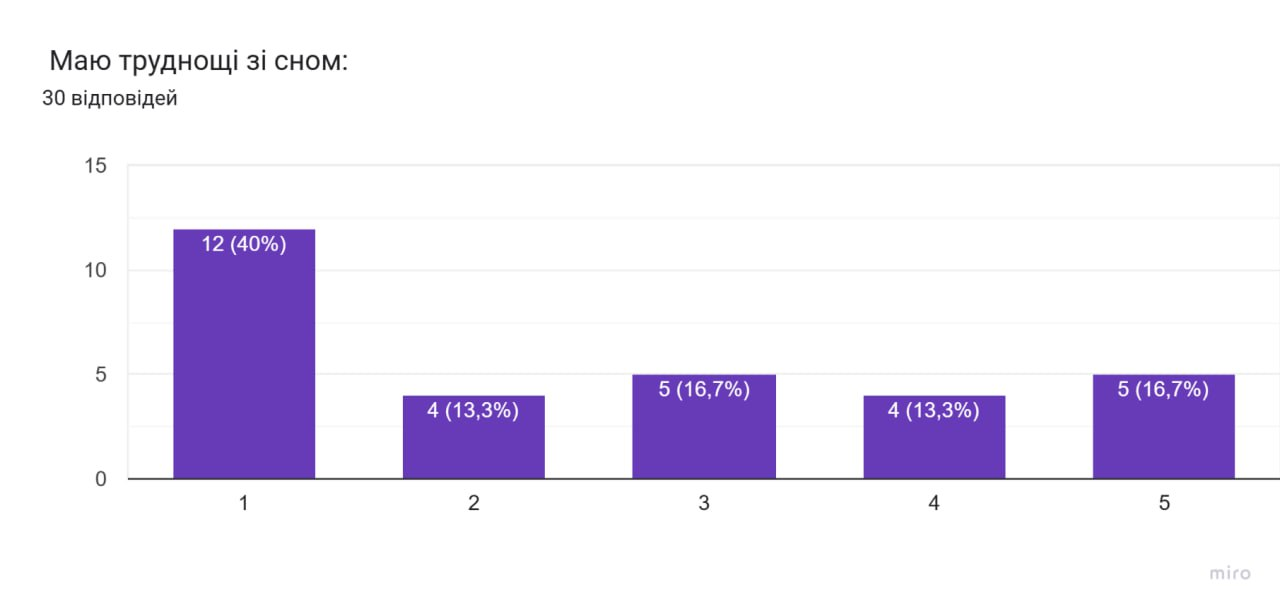 Маю труднощі зі сном:
30 відповідей
15
10
5
0
12 (40%)
4 (13,3%)
5 (16,7%)
4 (13,3%)
5 (16,7%)
1 2 3 4 5
miro